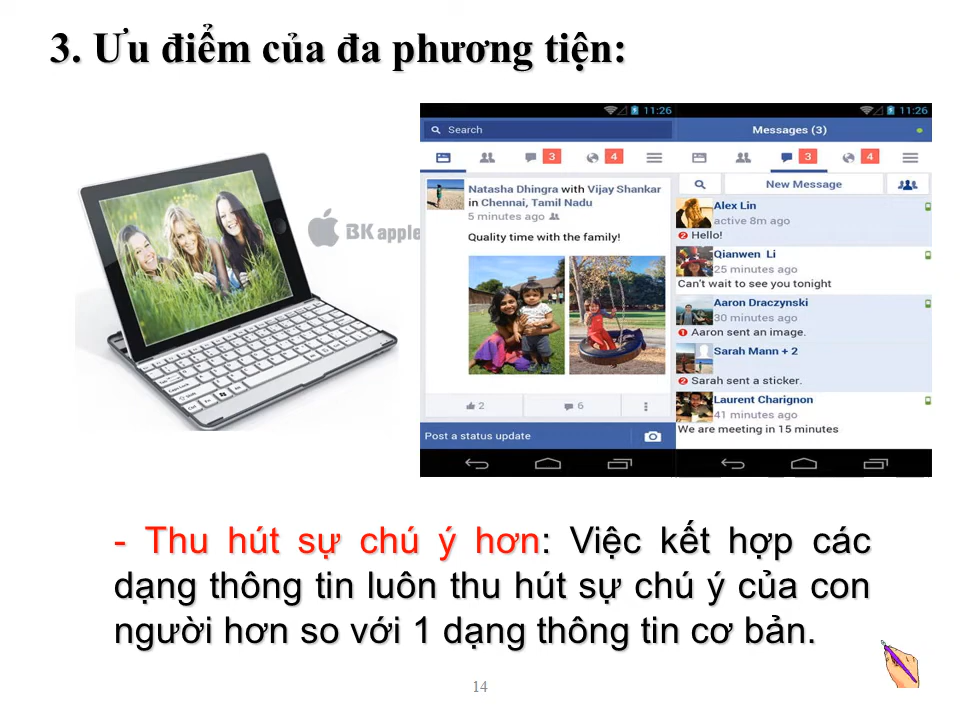 3. Ưu điểm của đa phương tiện:
BK apple
11:26
Search
3
4
Natasha Dhingra with Vijay Shankar
in Chennai, Tamil Nadu
5 minutes ago
Quality time with the family!
2
6
Post a status update
11:26
Messages (3)
3
4
New Message
Alex Lin
active 8m ago
2 Hello!
Qianwen Li
25 minutes ago
Can't wait to see you tonight
Aaron Draczynski
30 minutes ago
1 Aaron sent an image.
Sarah Mann + 2
2 Sarah sent a sticker.
Laurent Charignon
41 minutes ago
We are meeting in 15 minutes
- Thu hút sự chú ý hơn: Việc kết hợp các
dạng thông tin luôn thu hút sự chú ý của con
người hơn so với 1 dạng thông tin cơ bản.
14